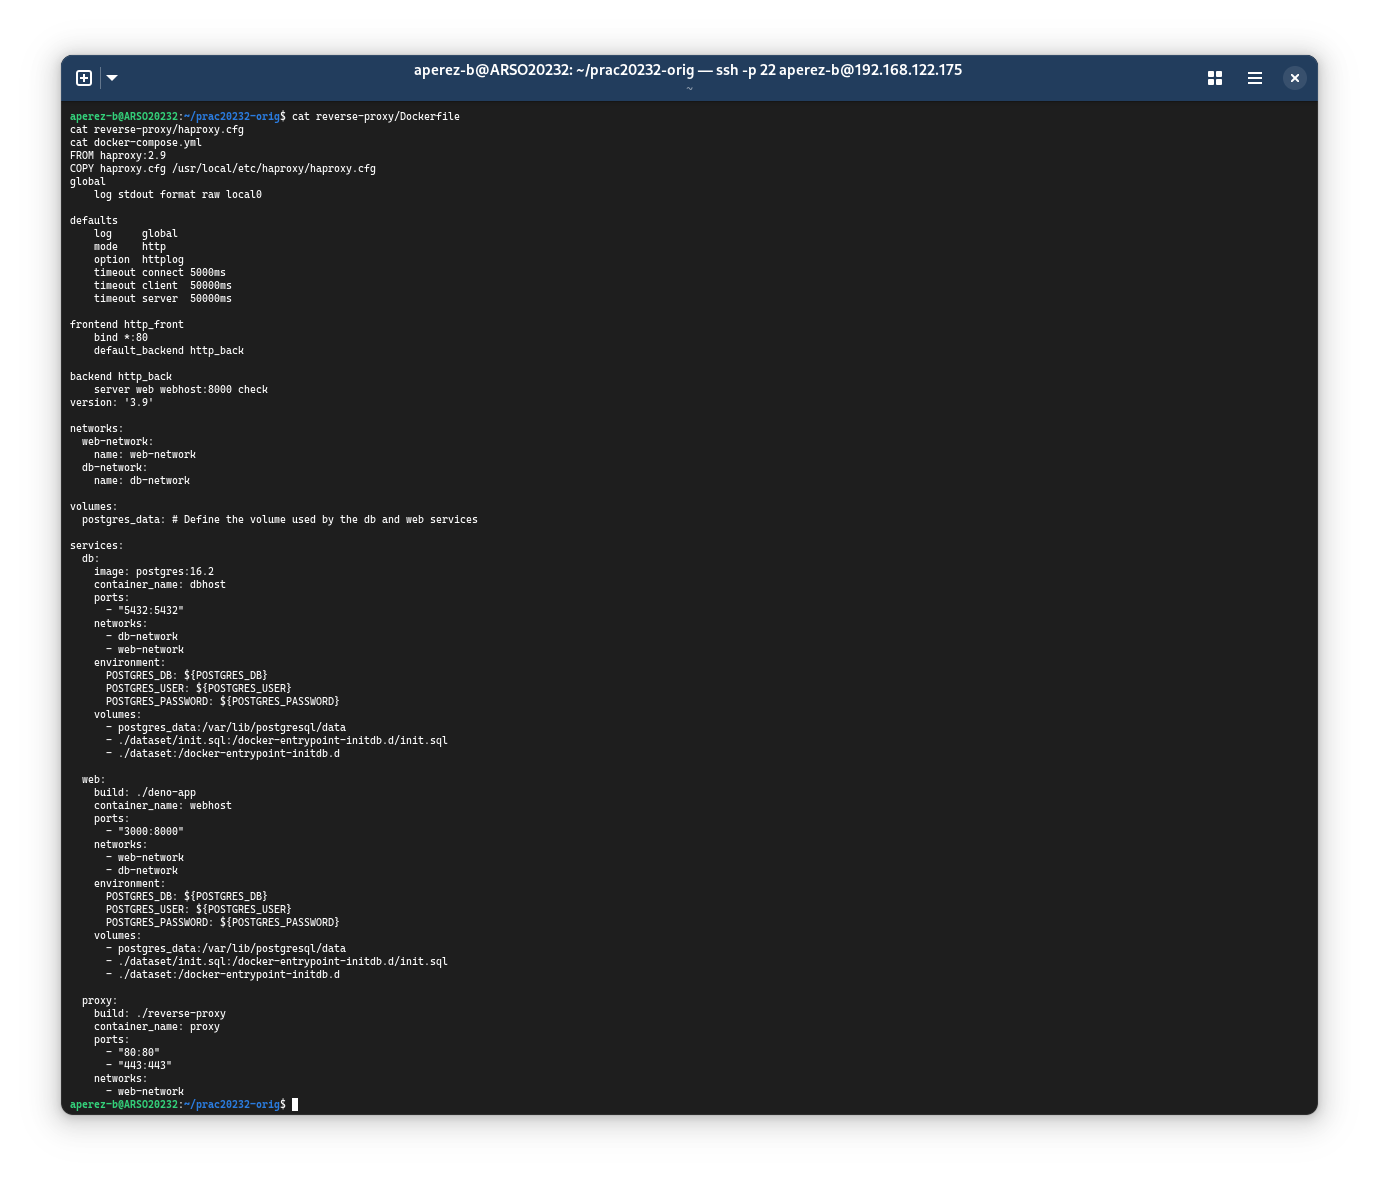 aperez-b@ARSO20232: ~/prac20232-orig — ssh -p 22 aperez-b@192.168.122.175
~
aperez-b@ARSO20232:~/prac20232-orig$ cat reverse-proxy/Dockerfile
cat reverse-proxy/haproxy.cfg
cat docker-compose.yml
FROM haproxy:2.9
COPY haproxy.cfg /usr/local/etc/haproxy/haproxy.cfg
global
    log stdout format raw local0

defaults
    log     global
    mode    http
    option  httplog
    timeout connect 5000ms
    timeout client  50000ms
    timeout server  50000ms

frontend http_front
    bind *:80
    default_backend http_back

backend http_back
    server web webhost:8000 check
version: '3.9'

networks:
  web-network:
    name: web-network
  db-network:
    name: db-network

volumes:
  postgres_data: # Define the volume used by the db and web services

services:
  db:
    image: postgres:16.2
    container_name: dbhost
    ports:
      - "5432:5432"
    networks:
      - db-network
      - web-network
    environment:
      POSTGRES_DB: ${POSTGRES_DB}
      POSTGRES_USER: ${POSTGRES_USER}
      POSTGRES_PASSWORD: ${POSTGRES_PASSWORD}
    volumes:
      - postgres_data:/var/lib/postgresql/data
      - ./dataset/init.sql:/docker-entrypoint-initdb.d/init.sql
      - ./dataset:/docker-entrypoint-initdb.d

  web:
    build: ./deno-app
    container_name: webhost
    ports:
      - "3000:8000"
    networks:
      - web-network
      - db-network
    environment:
      POSTGRES_DB: ${POSTGRES_DB}
      POSTGRES_USER: ${POSTGRES_USER}
      POSTGRES_PASSWORD: ${POSTGRES_PASSWORD}
    volumes:
      - postgres_data:/var/lib/postgresql/data
      - ./dataset/init.sql:/docker-entrypoint-initdb.d/init.sql
      - ./dataset:/docker-entrypoint-initdb.d

  proxy:
    build: ./reverse-proxy
    container_name: proxy
    ports:
      - "80:80"
      - "443:443"
    networks:
      - web-network
aperez-b@ARSO20232:~/prac20232-orig$